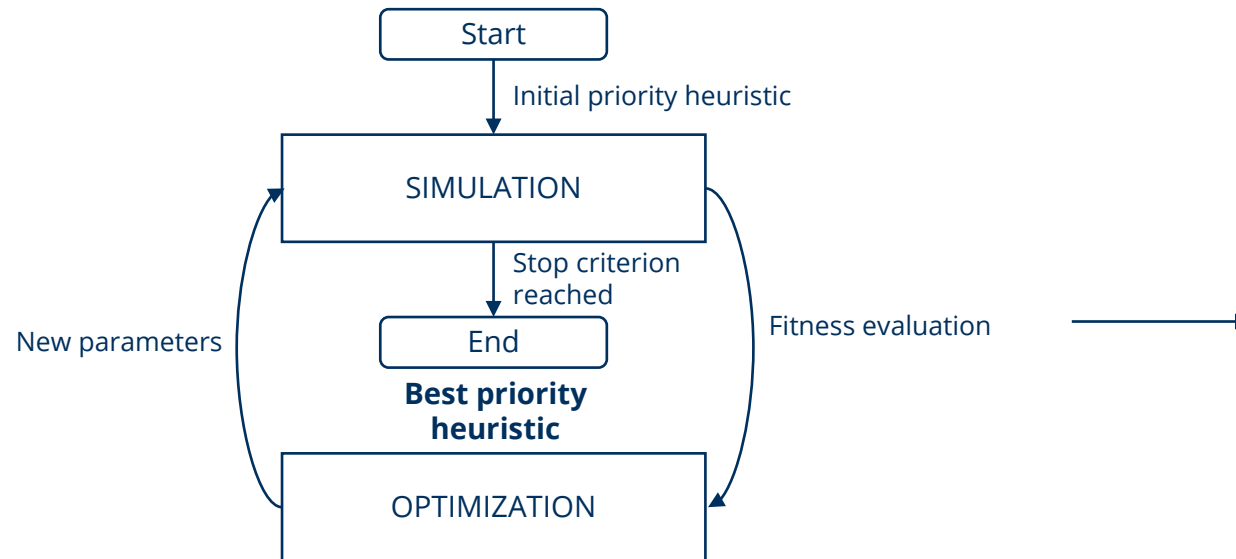 Start
Initial priority heuristic
SIMULATION
Stop criterion
reached
End
New parameters
Fitness evaluation
Best priority
heuristic
OPTIMIZATION